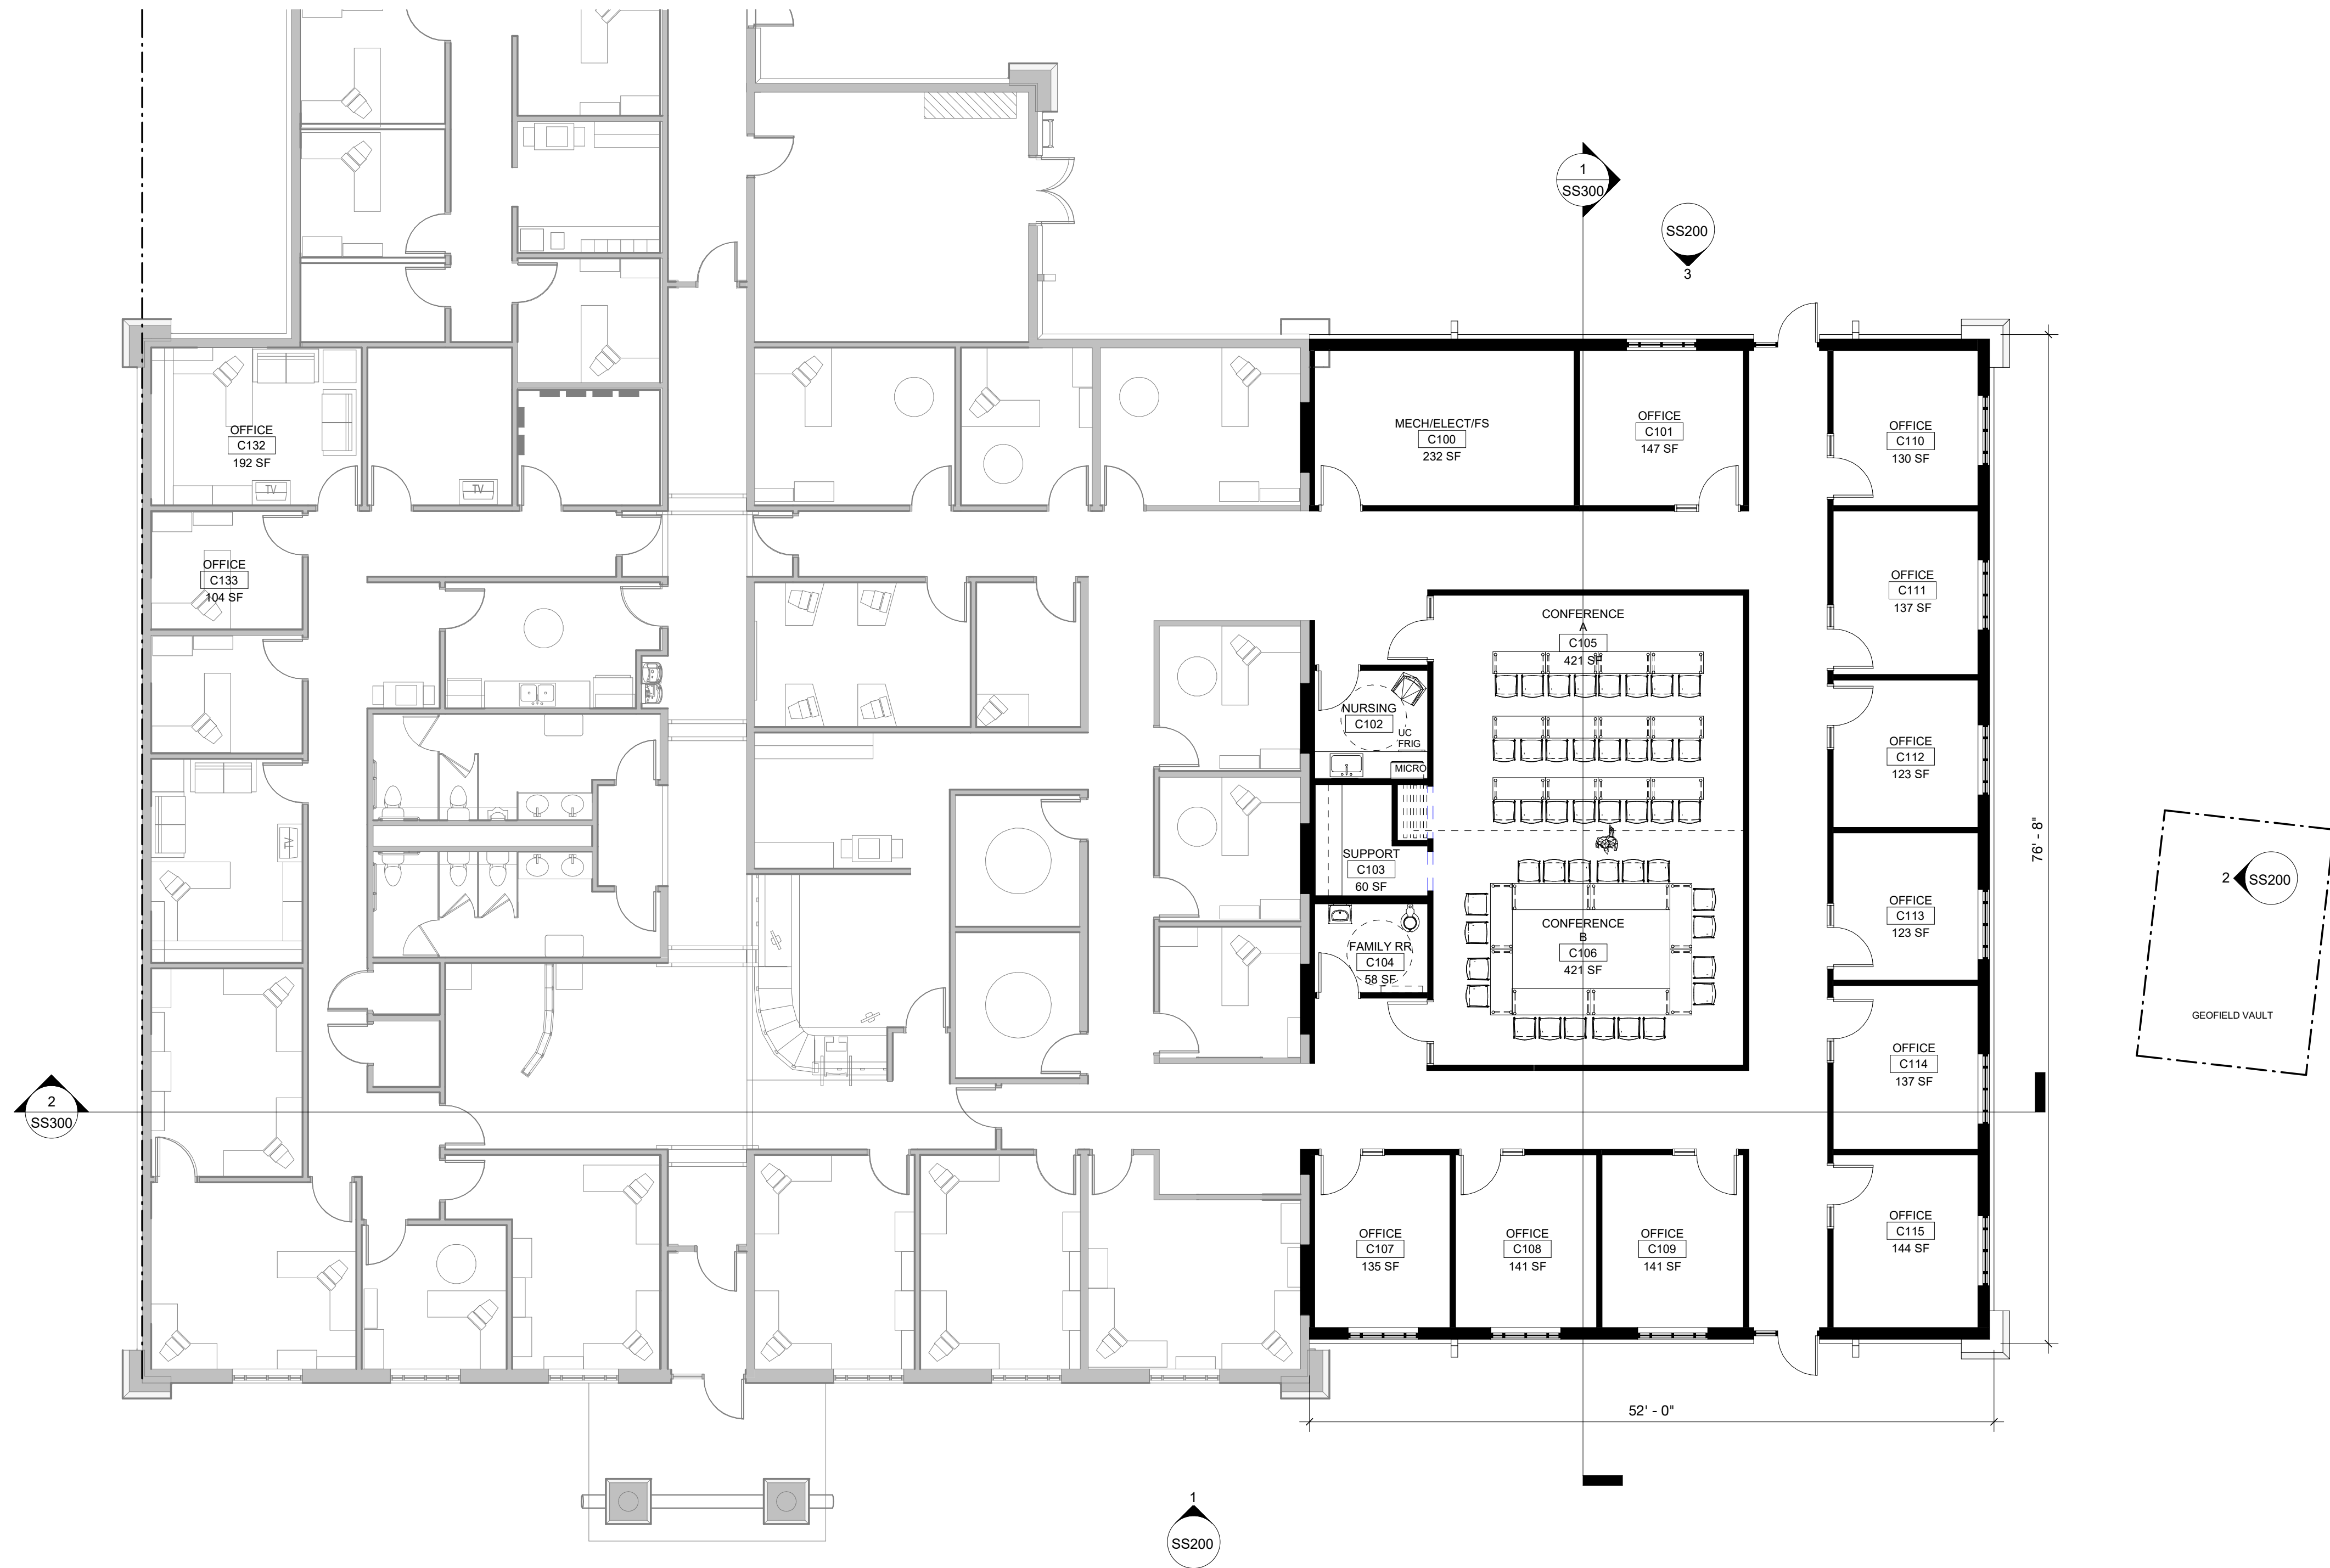 1
SS300
SS200
3
MECH/ELECT/FS
C100
232 SF
OFFICE
C101
147 SF
OFFICE
C110
130 SF
OFFICE
C132
192 SF
TV
TV
OFFICE
C133
104 SF
OFFICE
C111
137 SF
CONFERENCE
A
C105
421 SF
NURSING
C102
UC
FRIG
MICRO
OFFICE
C112
123 SF
TV
SUPPORT
C103
60 SF
76' - 8"
2
SS200
OFFICE
C113
123 SF
CONFERENCE
B
C106
421 SF
FAMILY RR
C104
58 SF
GEOFIELD VAULT
OFFICE
C114
137 SF
2
SS300
OFFICE
C107
135 SF
OFFICE
C108
141 SF
OFFICE
C109
141 SF
OFFICE
C115
144 SF
52' - 0"
1
SS200